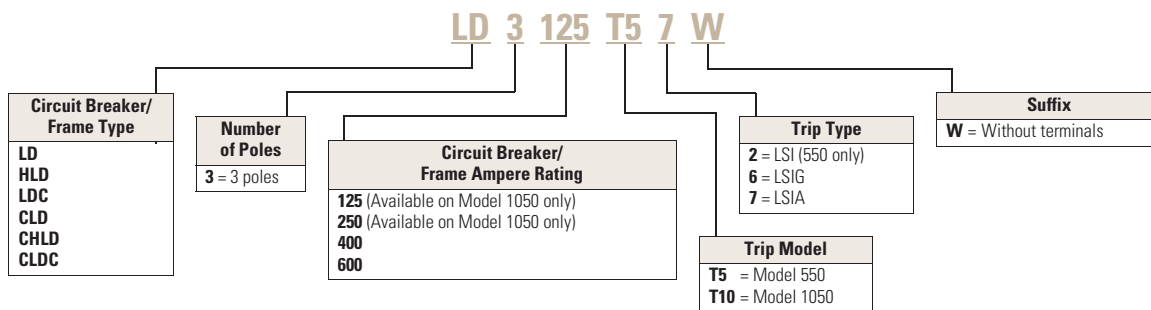 LD 3 125 T5 7 W
Circuit Breaker/
Frame Type
LD
HLD
LDC
CLD
CHLD
CLDC
Number
of Poles
3 = 3 poles
Circuit Breaker/
Frame Ampere Rating
125 (Available on Model 1050 only)
250 (Available on Model 1050 only)
400
600
Trip Model
T5 = Model 550
T10 = Model 1050
Trip Type
2 = LSI (550 only)
6 = LSIG
7 = LSIA
Suffix
W = Without terminals